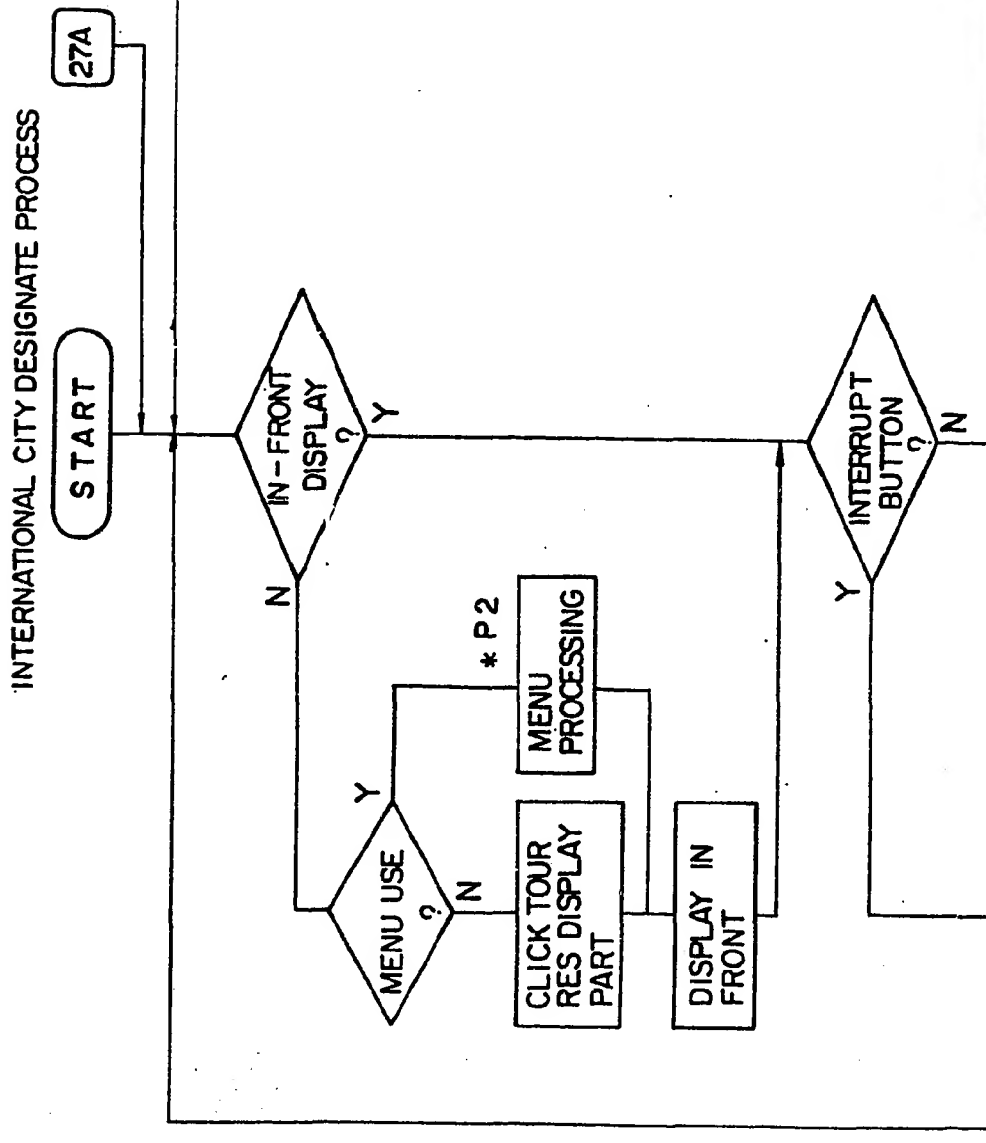 INTERNATIONAL CITY DESIGNATE PROCESS
START
27A
IN-FRONT
DISPLAY
?
N
Y
MENU USE
?
Y
N
* P2
MENU
PROCESSING
CLICK TOUR
RES DISPLAY
PART
DISPLAY IN
FRONT
INTERRUPT
BUTTON
?
Y
N